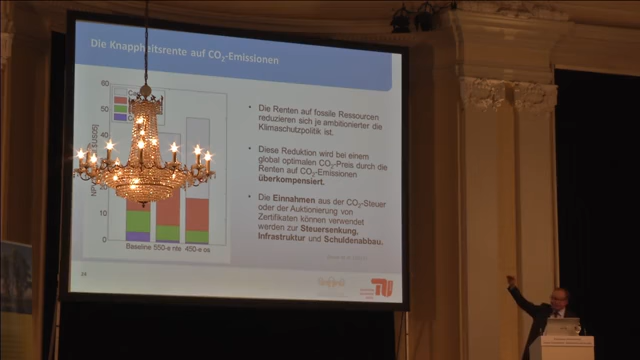 Die Knappheitsrente auf CO₂-Emissionen
60
50
40
20
10
0
Baseline 550-e 450-e
• Die Renten auf fossile Ressourcen
reduzieren sich je ambitionierter die
Klimaschutzpolitik ist.
• Diese Reduktion wird bei einem
global optimalen CO₂-Preis durch die
Renten auf CO₂-Emissionen
überkompensiert.
• Die Einnahmen aus der CO₂-Steuer
oder der Auktionierung von
Zertifikaten können verwendet
werden zur Steuersenkung,
Infrastruktur und Schuldenabbau.